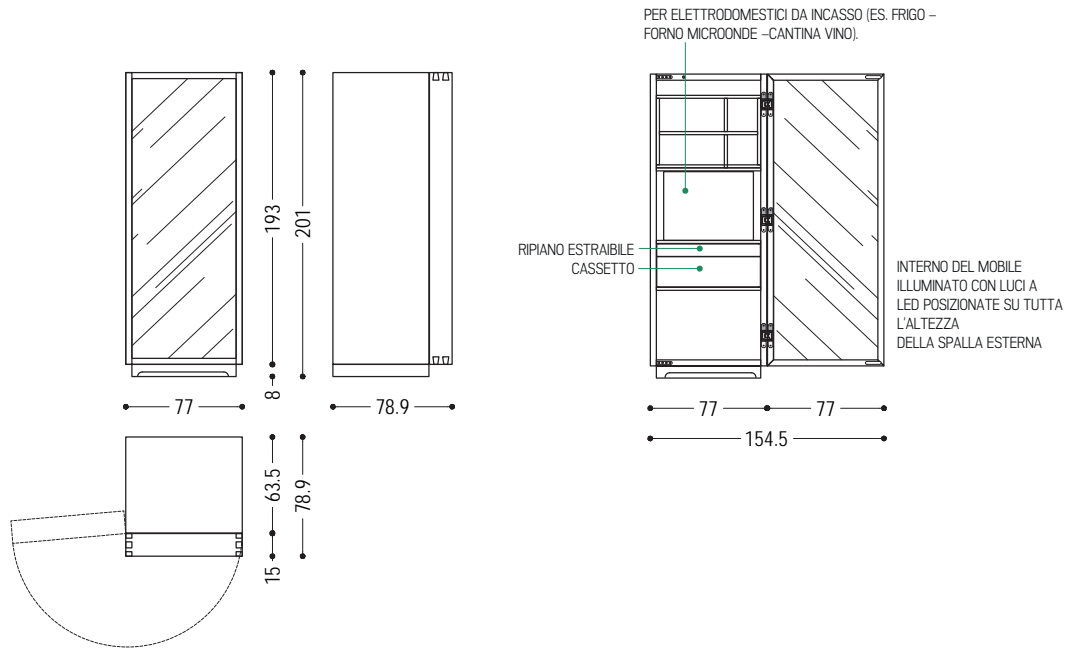 PER ELETTRODOMESTICI DA INCASSO (ES. FRIGO –
FORNO MICROONDE –CANTINA VINO).
193
201
8
77
78.9
RIPIANO ESTRAIBILE
CASSETTO
INTERNO DEL MOBILE
ILLUMINATO CON LUCI A
LED POSIZIONATE SU TUTTA
L'ALTEZZA
DELLA SPALLA ESTERNA
77
77
154.5
63.5
78.9
15